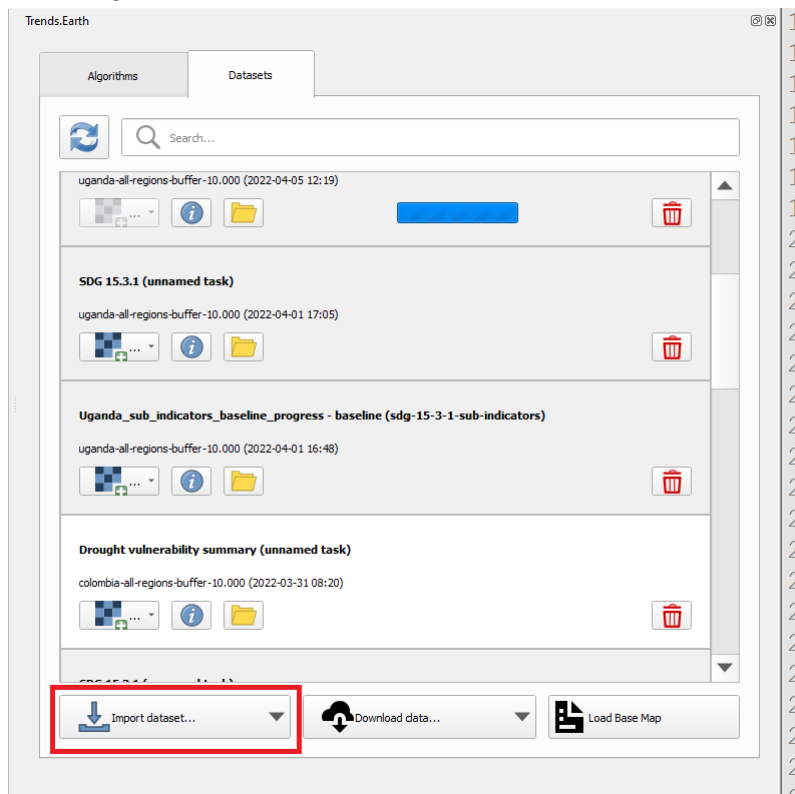 Trends.Earth
Algorithms
Datasets
Search...
uganda-all-regions-buffer-10.000 (2022-04-05 12:19)
...
SDG 15.3.1 (unnamed task)
uganda-all-regions-buffer-10.000 (2022-04-01 17:05)
...
Uganda_sub_indicators_baseline_progress - baseline (sdg-15-3-1-sub-indicators)
uganda-all-regions-buffer-10.000 (2022-04-01 16:48)
...
Drought vulnerability summary (unnamed task)
colombia-all-regions-buffer-10.000 (2022-03-31 08:20)
...
Import dataset...
Download data...
Load Base Map